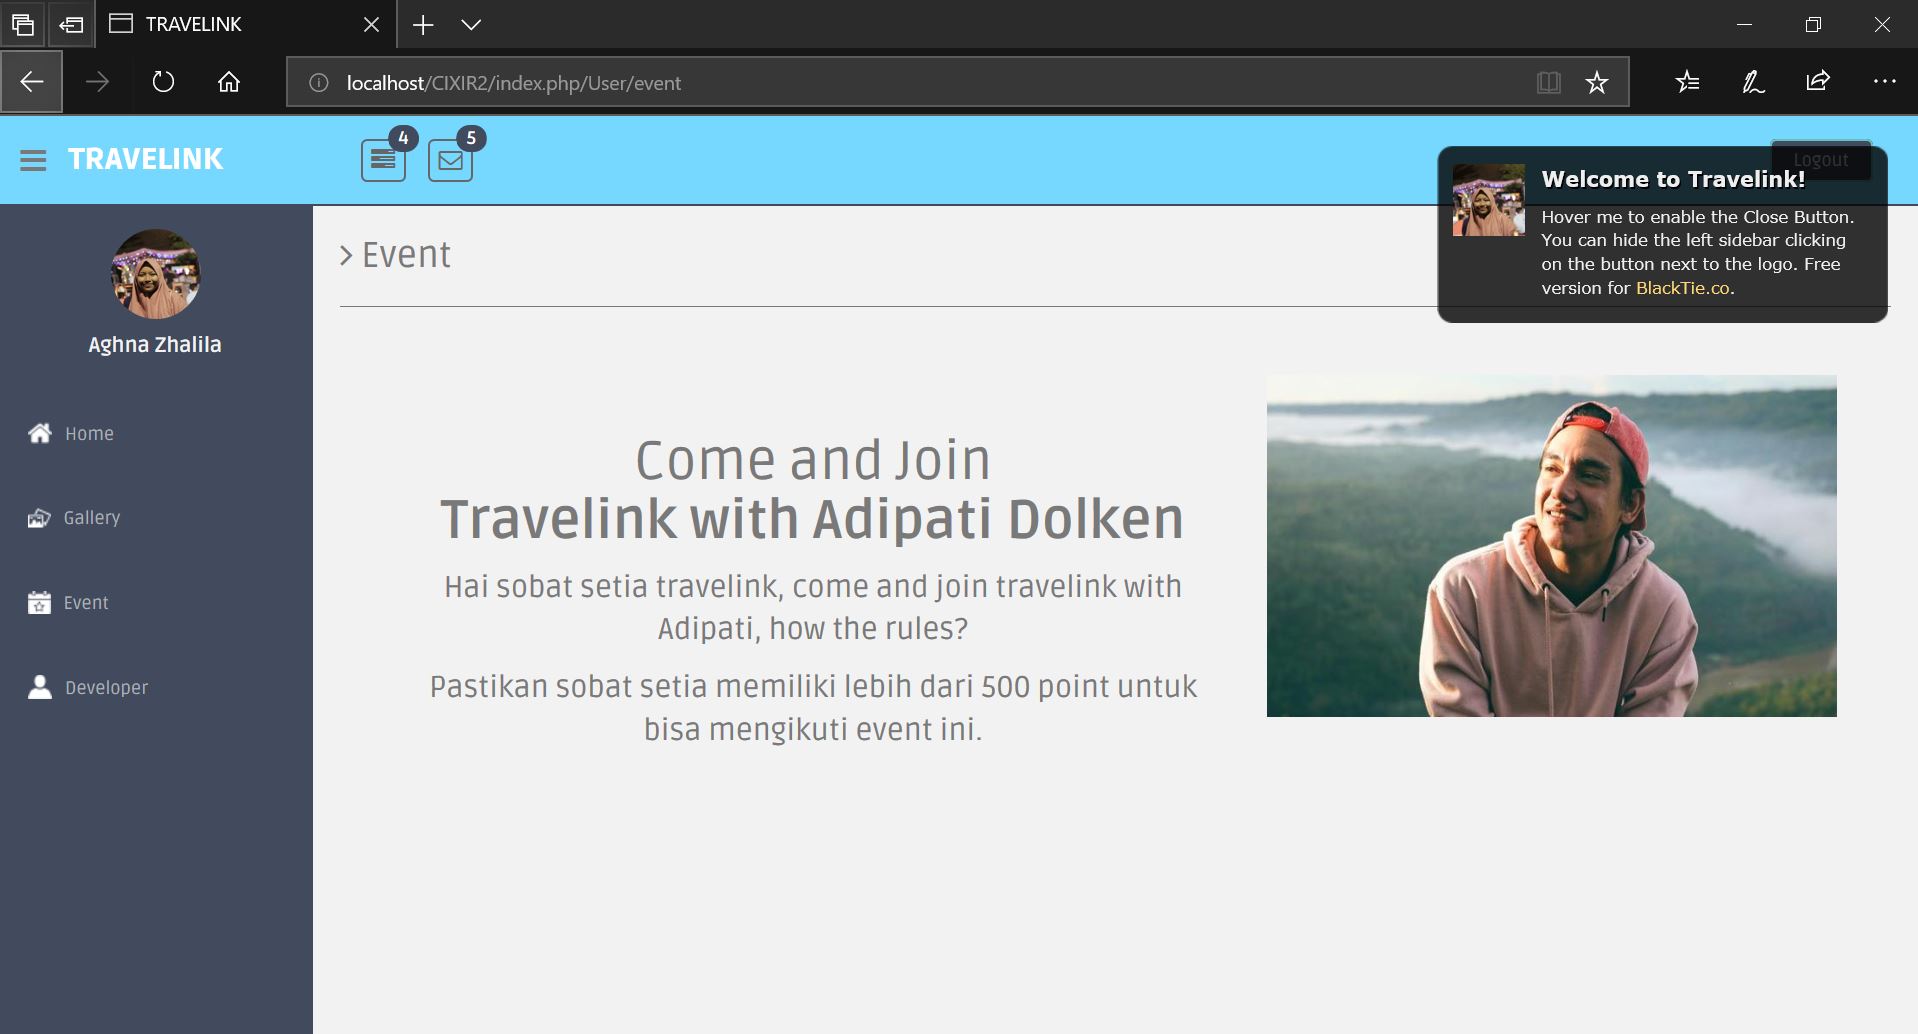 TRAVELINK
localhost/CIXIR2/index.php/User/event
TRAVELINK
4
5
Logout
Welcome to Travelink!
Hover me to enable the Close Button.
You can hide the left sidebar clicking
on the button next to the logo. Free
version for BlackTie.co.
Aghna Zhalila
Home
Gallery
Event
Developer
Event
Come and Join
Travelink with Adipati Dolken
Hai sobat setia travelink, come and join travelink with
Adipati, how the rules?
Pastikan sobat setia memiliki lebih dari 500 point untuk
bisa mengikuti event ini.